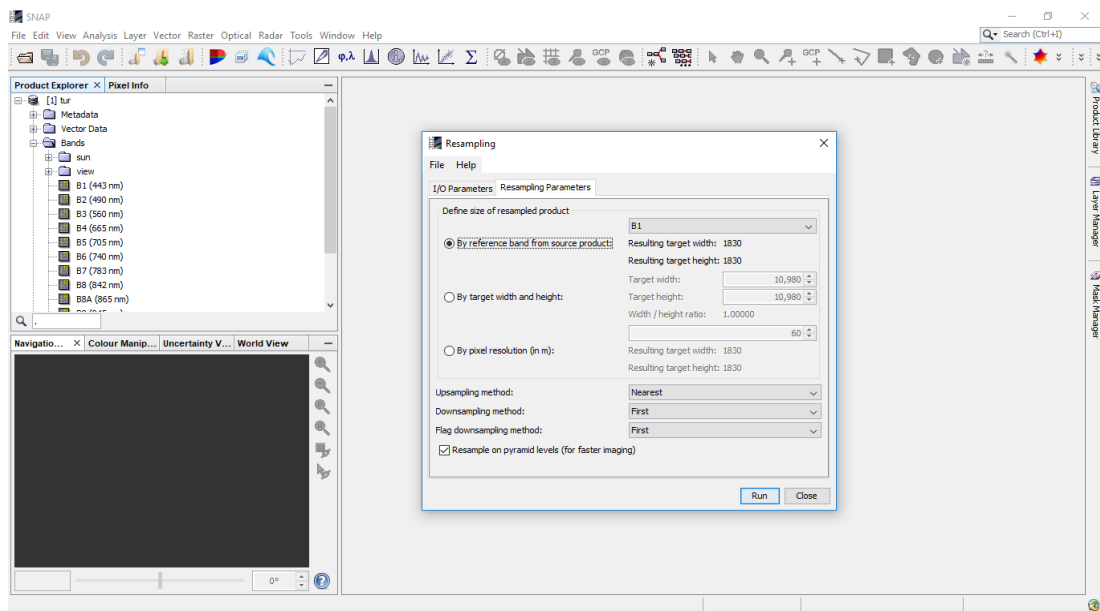 SNAP
File Edit View Analysis Layer Vector Raster Optical Radar Tools Window Help
Search (Ctrl+I)
Product Explorer Pixel Info
[1] tur
Metadata
Vector Data
Bands
sun
view
B1 (443 nm)
B2 (490 nm)
B3 (560 nm)
B4 (665 nm)
B5 (705 nm)
B6 (740 nm)
B7 (783 nm)
B8 (842 nm)
B8A (865 nm)
.
Navigatio... Colour Manip... Uncertainty V... World View
0°
Resampling
File Help
I/O Parameters Resampling Parameters
Define size of resampled product
B1
By reference band from source product:
Resulting target width: 1830
Resulting target height: 1830
Target width: 10,980
By target width and height: Target height: 10,980
Width / height ratio: 1.00000
60
By pixel resolution (in m): Resulting target width: 1830
Resulting target height: 1830
Upsampling method: Nearest
Downsampling method: First
Flag downsampling method: First
Resample on pyramid levels (for faster imaging)
Run Close
Product Library
Layer Manager
Mask Manager
φ,λ
Σ
GCP
GCP